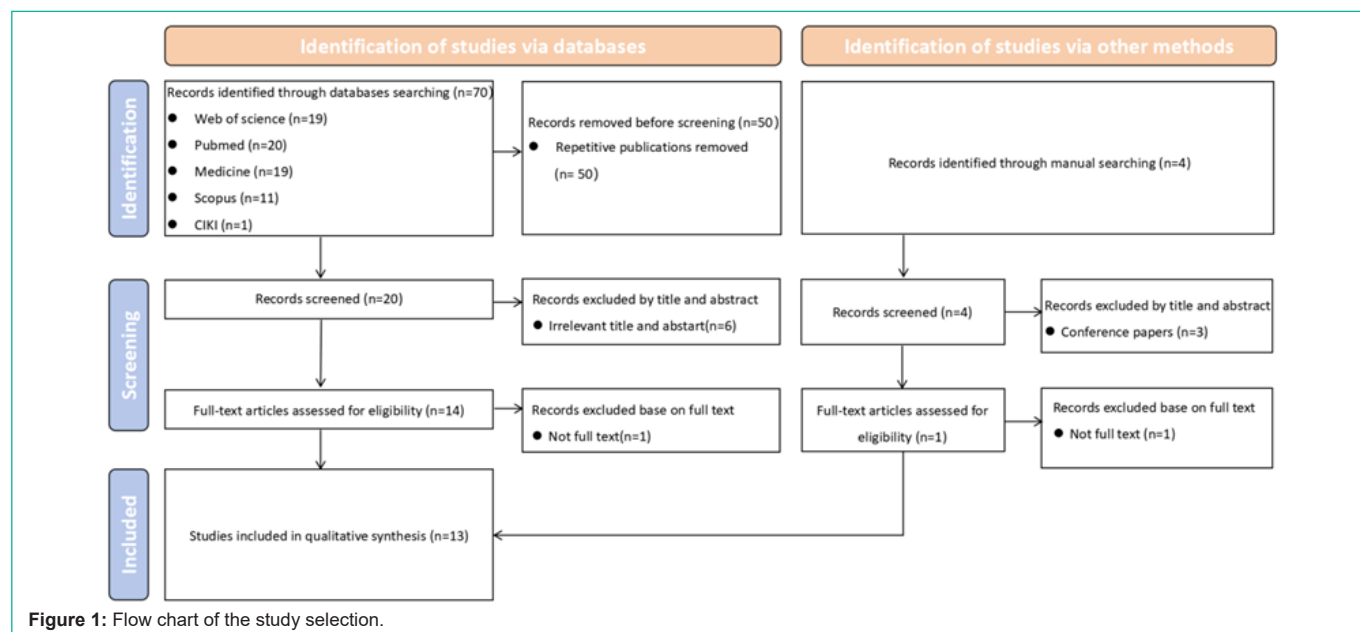 Identification of studies via databases
Identification of studies via other methods
Identification
Records identified through databases searching (n=70)
● Web of science (n=19)
● Pubmed (n=20)
● Medicine (n=19)
● Scopus (n=11)
● CIKI (n=1)
Records removed before screening (n=50)
● Repetitive publications removed
(n= 50)
Records identified through manual searching (n=4)
Screening
Records screened (n=20)
Records excluded by title and abstract
● Irrelevant title and abstart(n=6)
Records screened (n=4)
Records excluded by title and abstract
● Conference papers (n=3)
Full-text articles assessed for eligibility (n=14)
Records excluded base on full text
● Not full text(n=1)
Full-text articles assessed for
eligibility (n=1)
Records excluded base on full text
● Not full text (n=1)
Included
Studies included in qualitative synthesis (n=13)
Figure 1: Flow chart of the study selection.